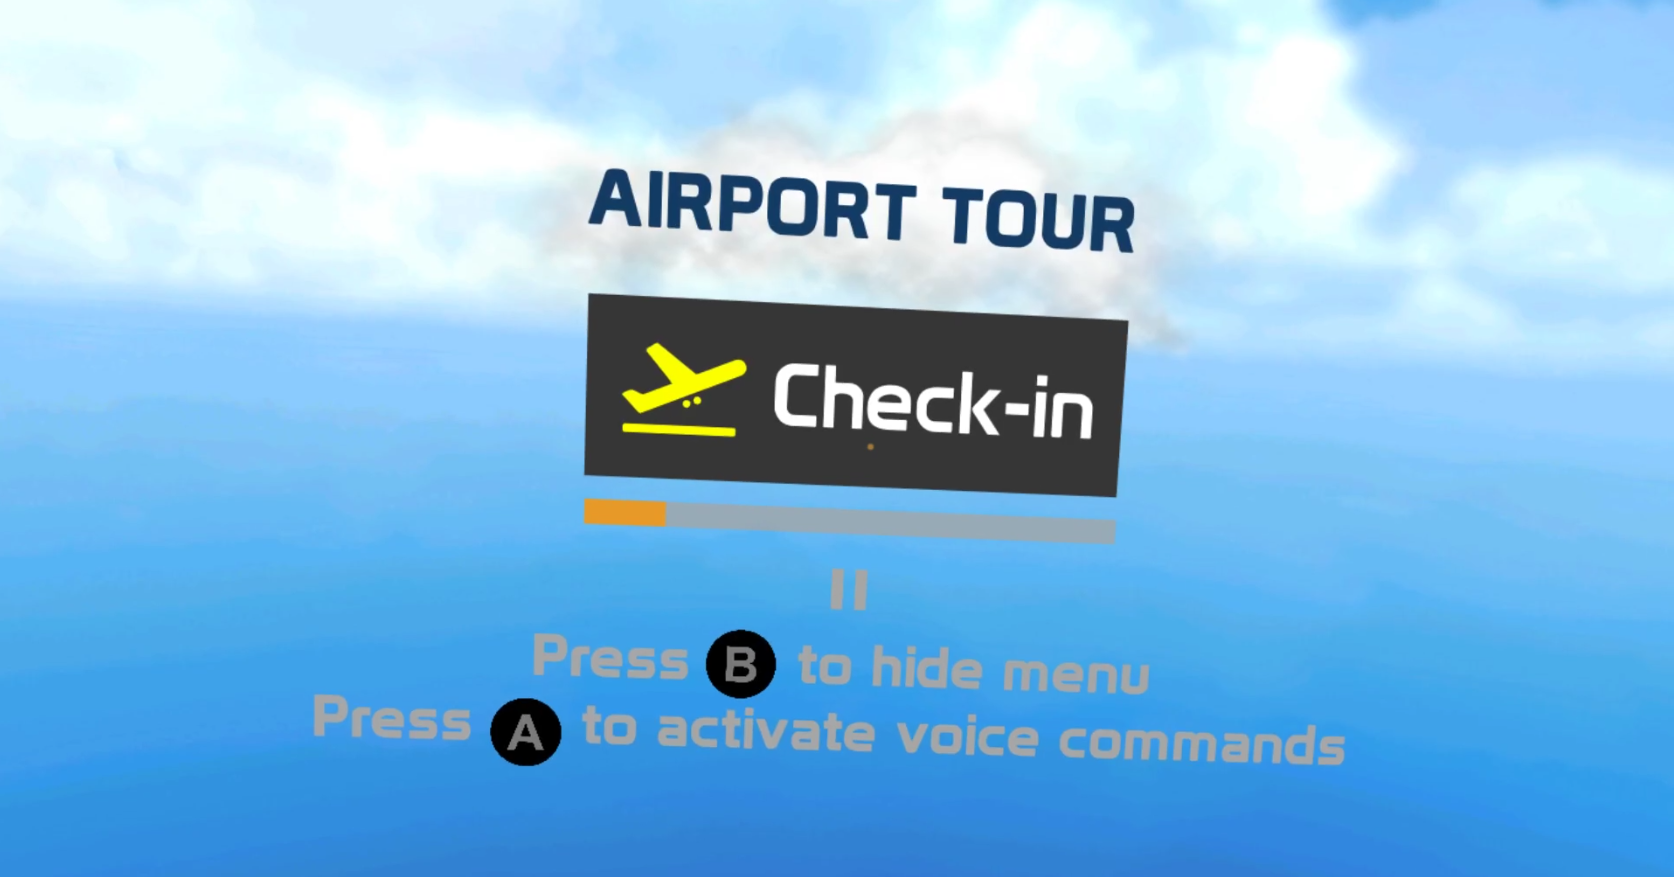 AIRPORT TOUR
Check-in
Press B to hide menu
Press A to activate voice commands